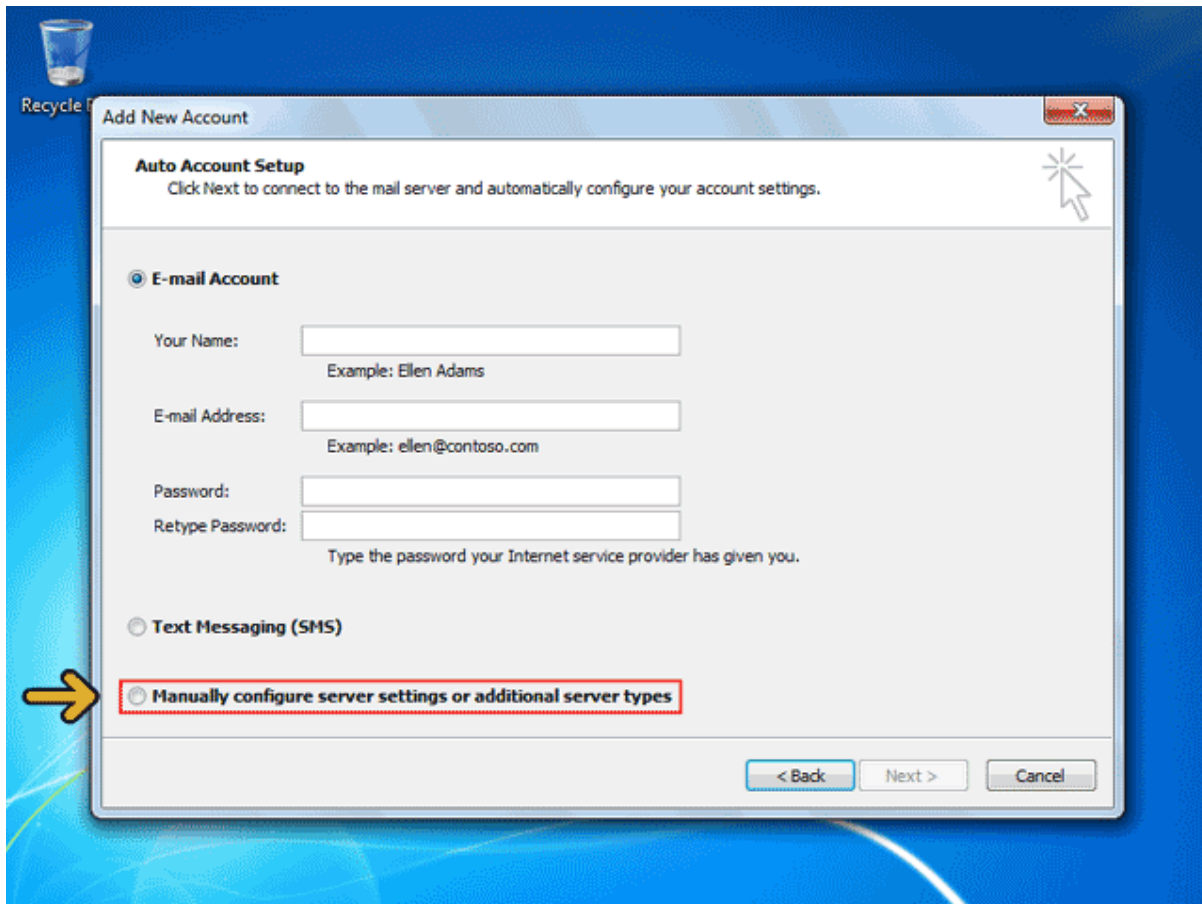 Recycle
Add New Account
Auto Account Setup
Click Next to connect to the mail server and automatically configure your account settings.
E-mail Account
Your Name:
Example: Ellen Adams
E-mail Address:
Example: ellen@contoso.com
Password:
Retype Password:
Type the password your Internet service provider has given you.
Text Messaging (SMS)
Manually configure server settings or additional server types
< Back Next > Cancel